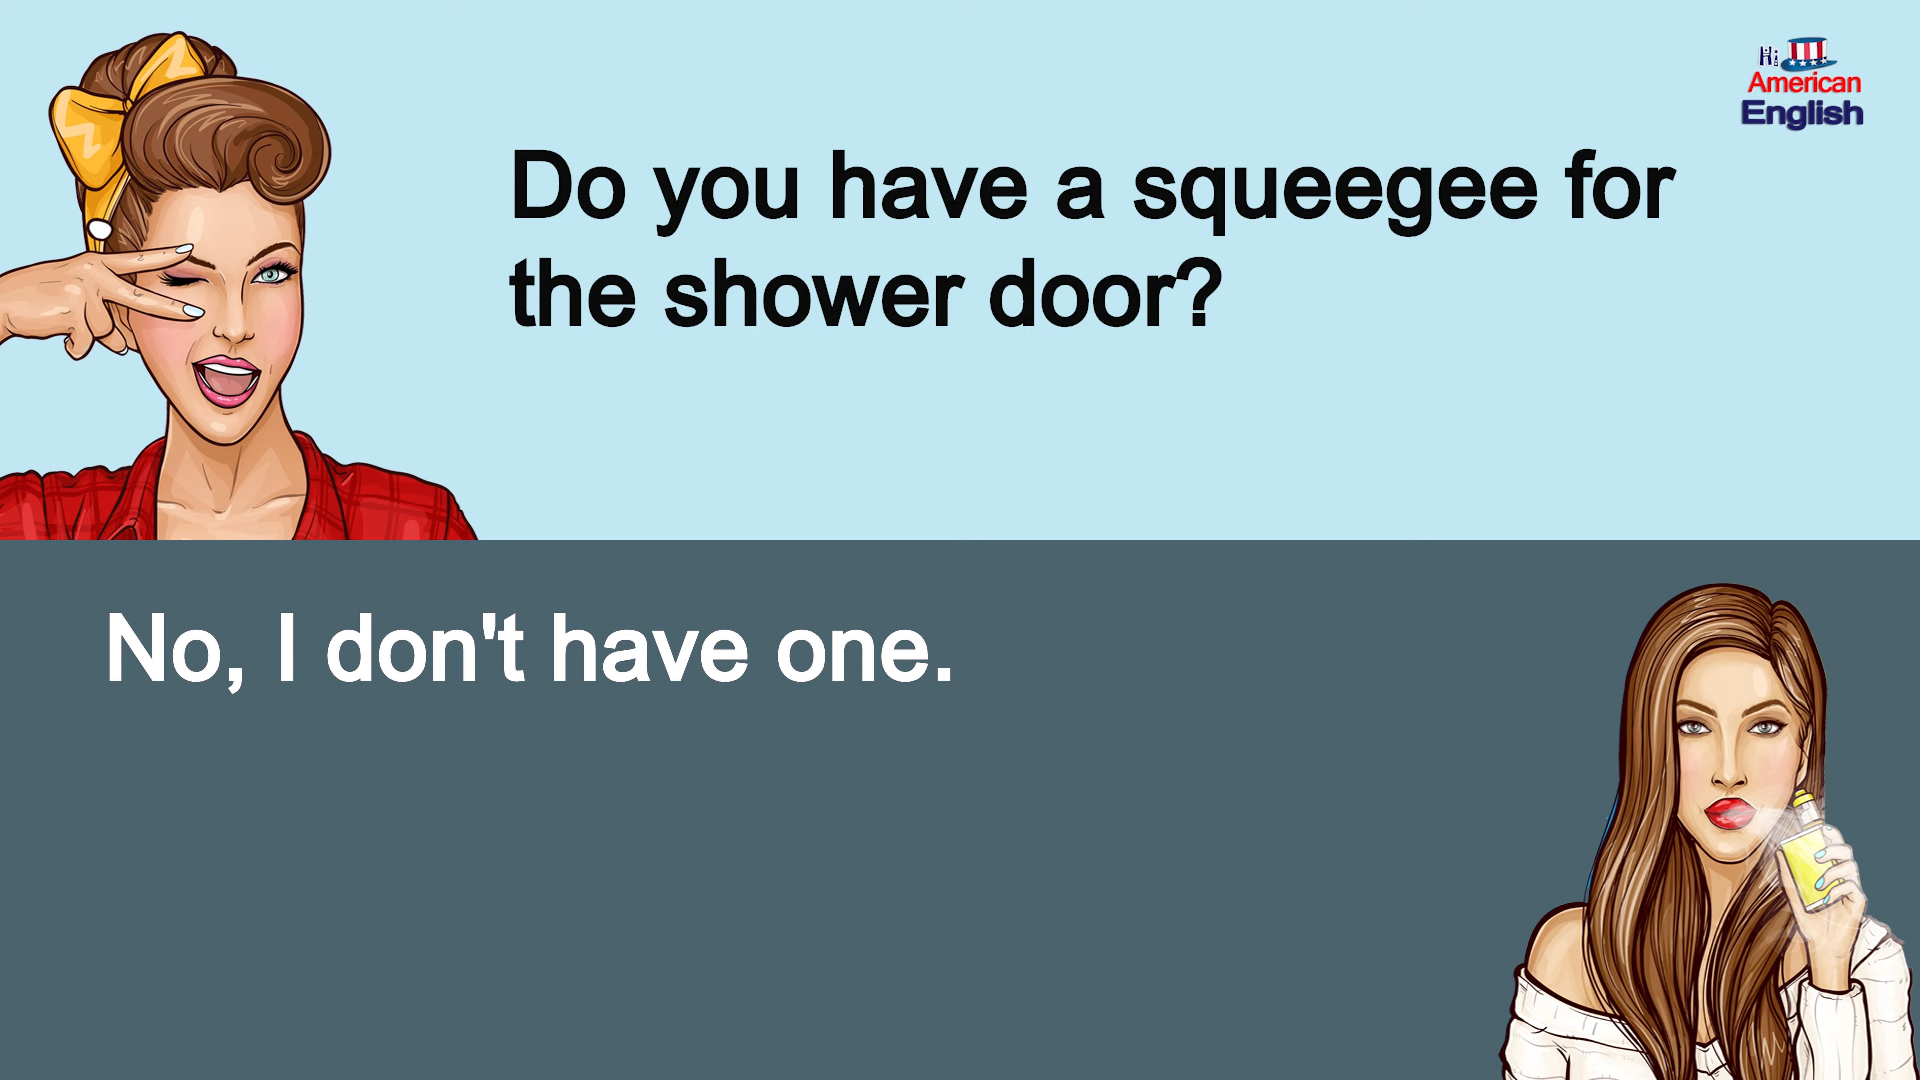 Hi
American
English
Do you have a squeegee for
the shower door?
No, I don't have one.